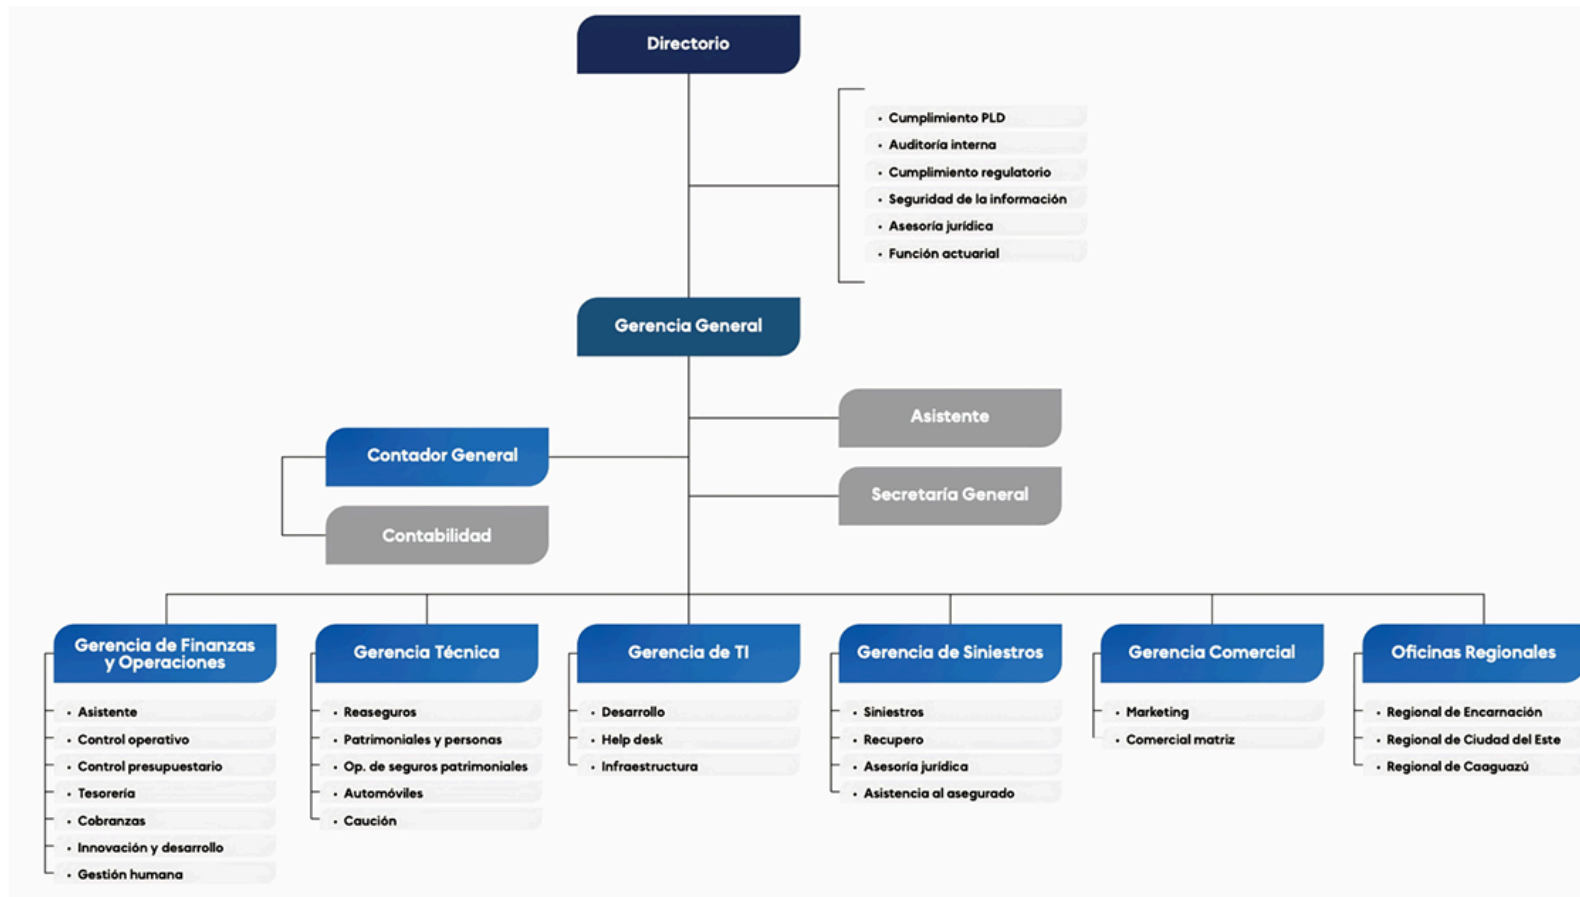 Directorio
• Cumplimiento PLD
• Auditoría interna
• Cumplimiento regulatorio
• Seguridad de la información
• Asesoría jurídica
• Función actuarial
Gerencia General
Asistente
Contador General
Secretaría General
Contabilidad
Gerencia de Finanzas
y Operaciones
• Asistente
• Control operativo
• Control presupuestario
• Tesorería
• Cobranzas
• Innovación y desarrollo
• Gestión humana
Gerencia Técnica
• Reaseguros
• Patrimoniales y personas
• Op. de seguros patrimoniales
• Automóviles
• Caución
Gerencia de TI
• Desarrollo
• Help desk
• Infraestructura
Gerencia de Siniestros
• Siniestros
• Recupero
• Asesoría jurídica
• Asistencia al asegurado
Gerencia Comercial
• Marketing
• Comercial matriz
Oficinas Regionales
• Regional de Encarnación
• Regional de Ciudad del Este
• Regional de Caaguazú